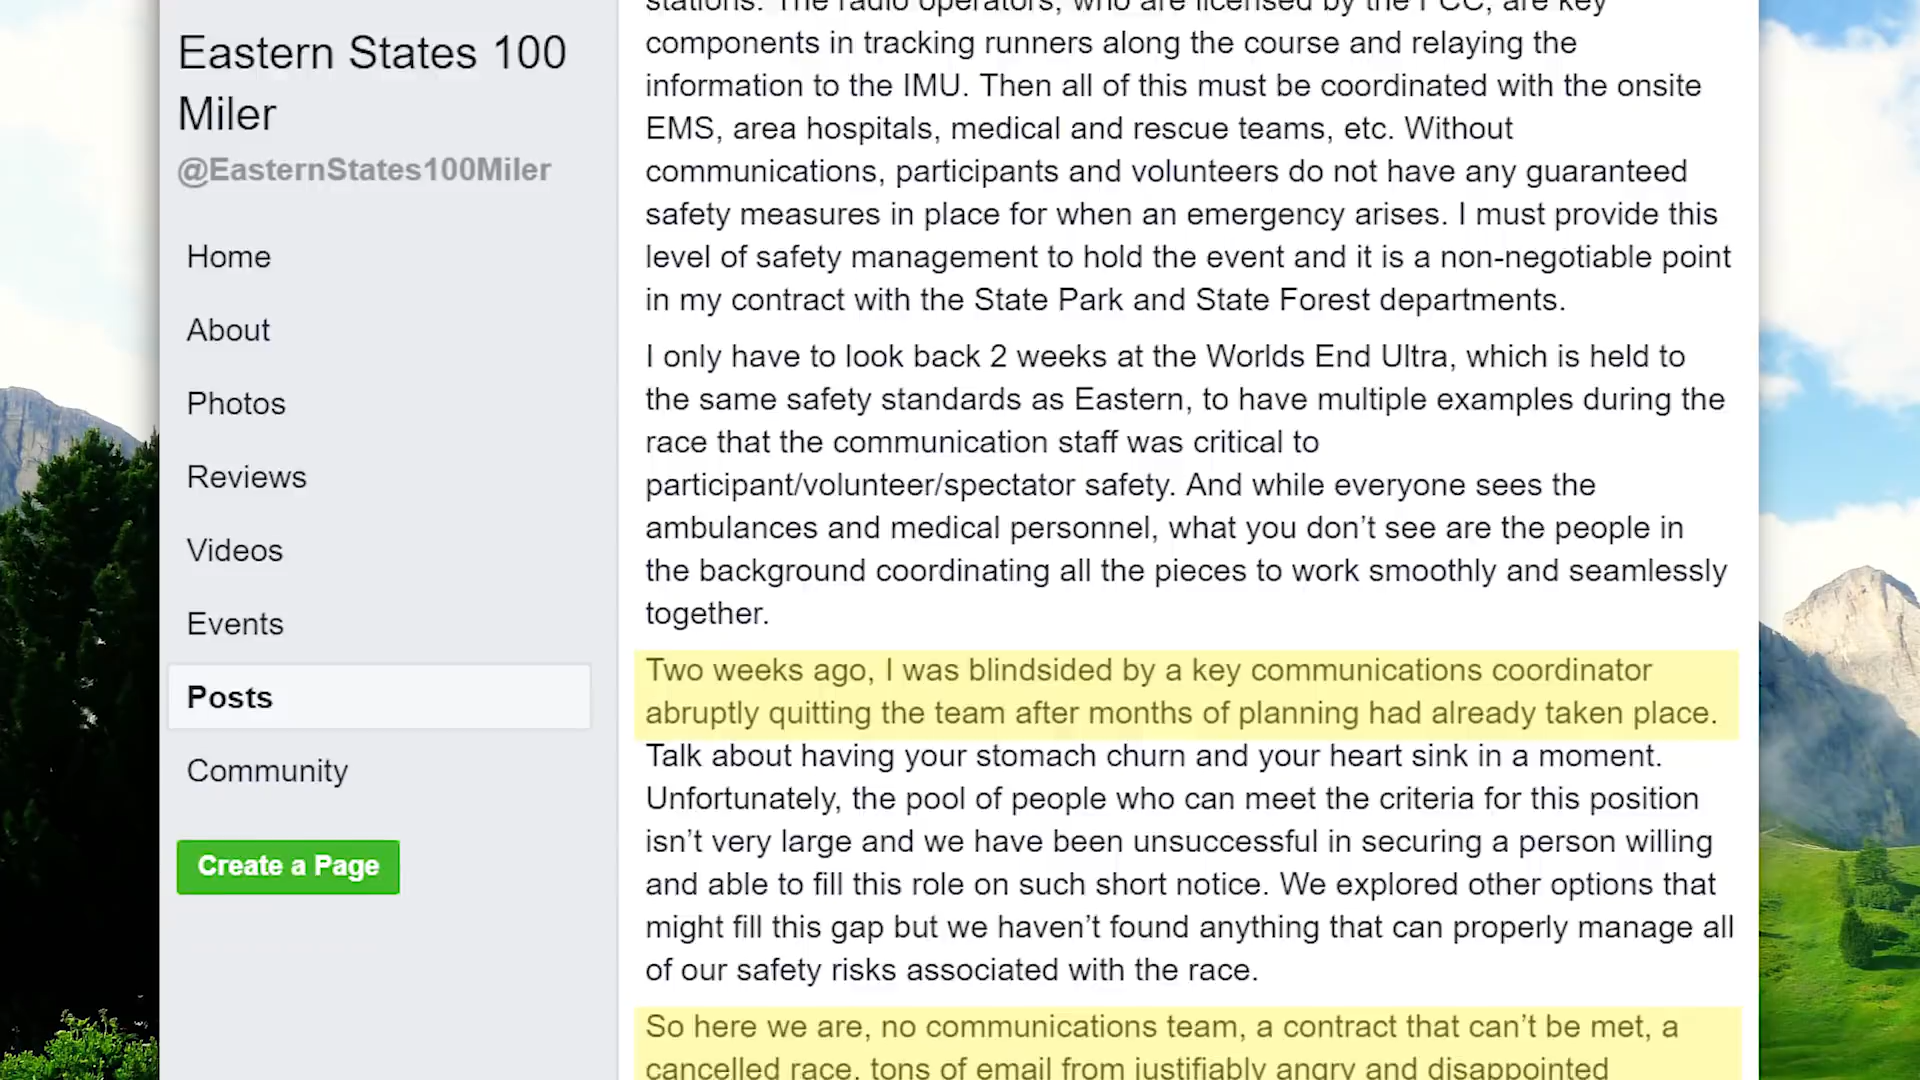 Eastern States 100
Miler
@EasternStates100Miler
Home
About
Photos
Reviews
Videos
Events
Posts
Community
Create a Page
stations. The radio operators, who are licensed by the FCC, are key
components in tracking runners along the course and relaying the
information to the IMU. Then all of this must be coordinated with the onsite
EMS, area hospitals, medical and rescue teams, etc. Without
communications, participants and volunteers do not have any guaranteed
safety measures in place for when an emergency arises. I must provide this
level of safety management to hold the event and it is a non-negotiable point
in my contract with the State Park and State Forest departments.
I only have to look back 2 weeks at the Worlds End Ultra, which is held to
the same safety standards as Eastern, to have multiple examples during the
race that the communication staff was critical to
participant/volunteer/spectator safety. And while everyone sees the
ambulances and medical personnel, what you don’t see are the people in
the background coordinating all the pieces to work smoothly and seamlessly
together.
Two weeks ago, I was blindsided by a key communications coordinator
abruptly quitting the team after months of planning had already taken place.
Talk about having your stomach churn and your heart sink in a moment.
Unfortunately, the pool of people who can meet the criteria for this position
isn’t very large and we have been unsuccessful in securing a person willing
and able to fill this role on such short notice. We explored other options that
might fill this gap but we haven’t found anything that can properly manage all
of our safety risks associated with the race.
So here we are, no communications team, a contract that can’t be met, a
cancelled race, tons of email from justifiably angry and disappointed